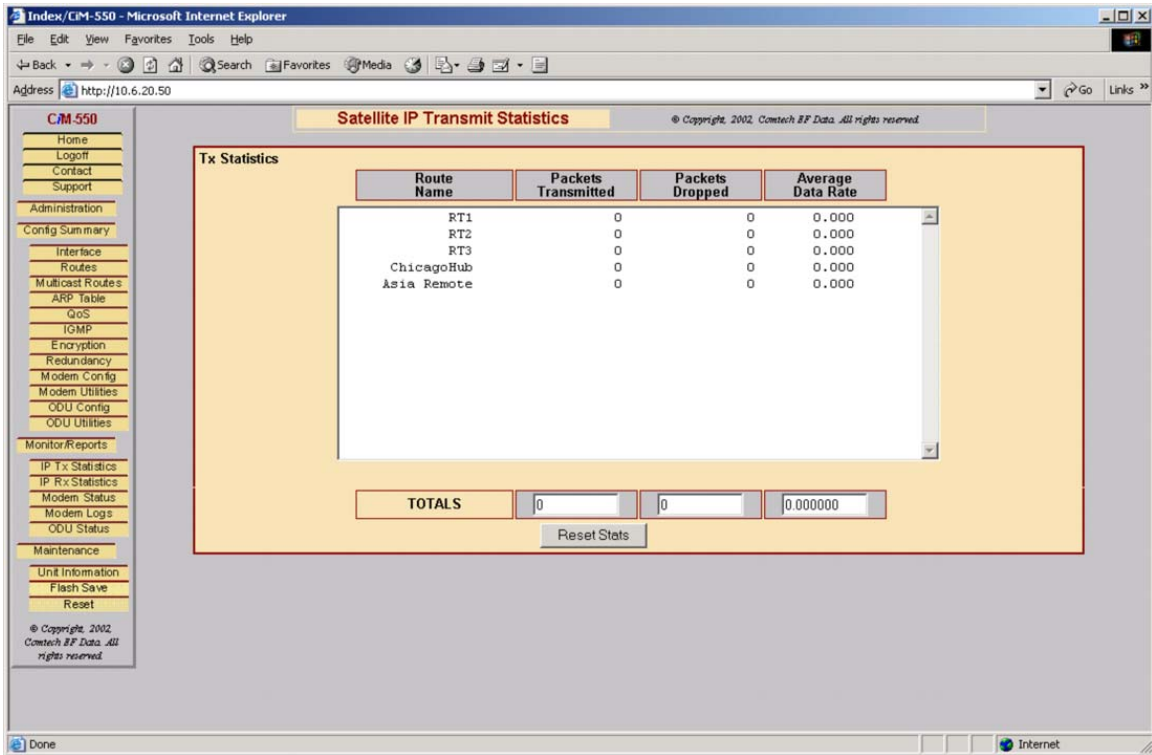 Index/CiM-550 - Microsoft Internet Explorer
File Edit View Favorites Tools Help
Back Search Favorites Media
Address http://10.6.20.50 Go Links »
CiM-550
Home
Logoff
Contact
Support
Administration
Config Summary
Interface
Routes
Multicast Routes
ARP Table
QoS
IGMP
Encryption
Redundancy
Modem Config
Modem Utilities
ODU Config
ODU Utilities
Monitor/Reports
IP Tx Statistics
IP Rx Statistics
Modem Status
Modem Logs
ODU Status
Maintenance
Unit Information
Flash Save
Reset
© Copyright, 2002,
Comtech EF Data. All
rights reserved.
Satellite IP Transmit Statistics © Copyright, 2002, Comtech EF Data. All rights reserved.
Tx Statistics
Route Name Packets Transmitted Packets Dropped Average Data Rate
RT1 0 0 0.000
RT2 0 0 0.000
RT3 0 0 0.000
ChicagoHub 0 0 0.000
Asia Remote 0 0 0.000
TOTALS 0 0 0.000000
Reset Stats
Done Internet